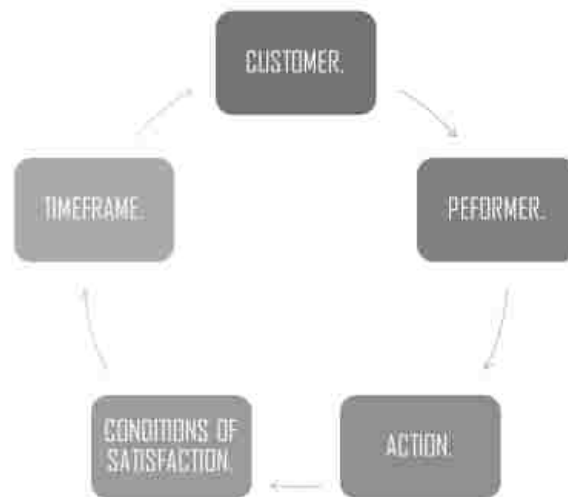 CUSTOMER.
PEFORMER.
ACTION.
CONDITIONS OF
SATISFACTION.
TIMEFRAME.